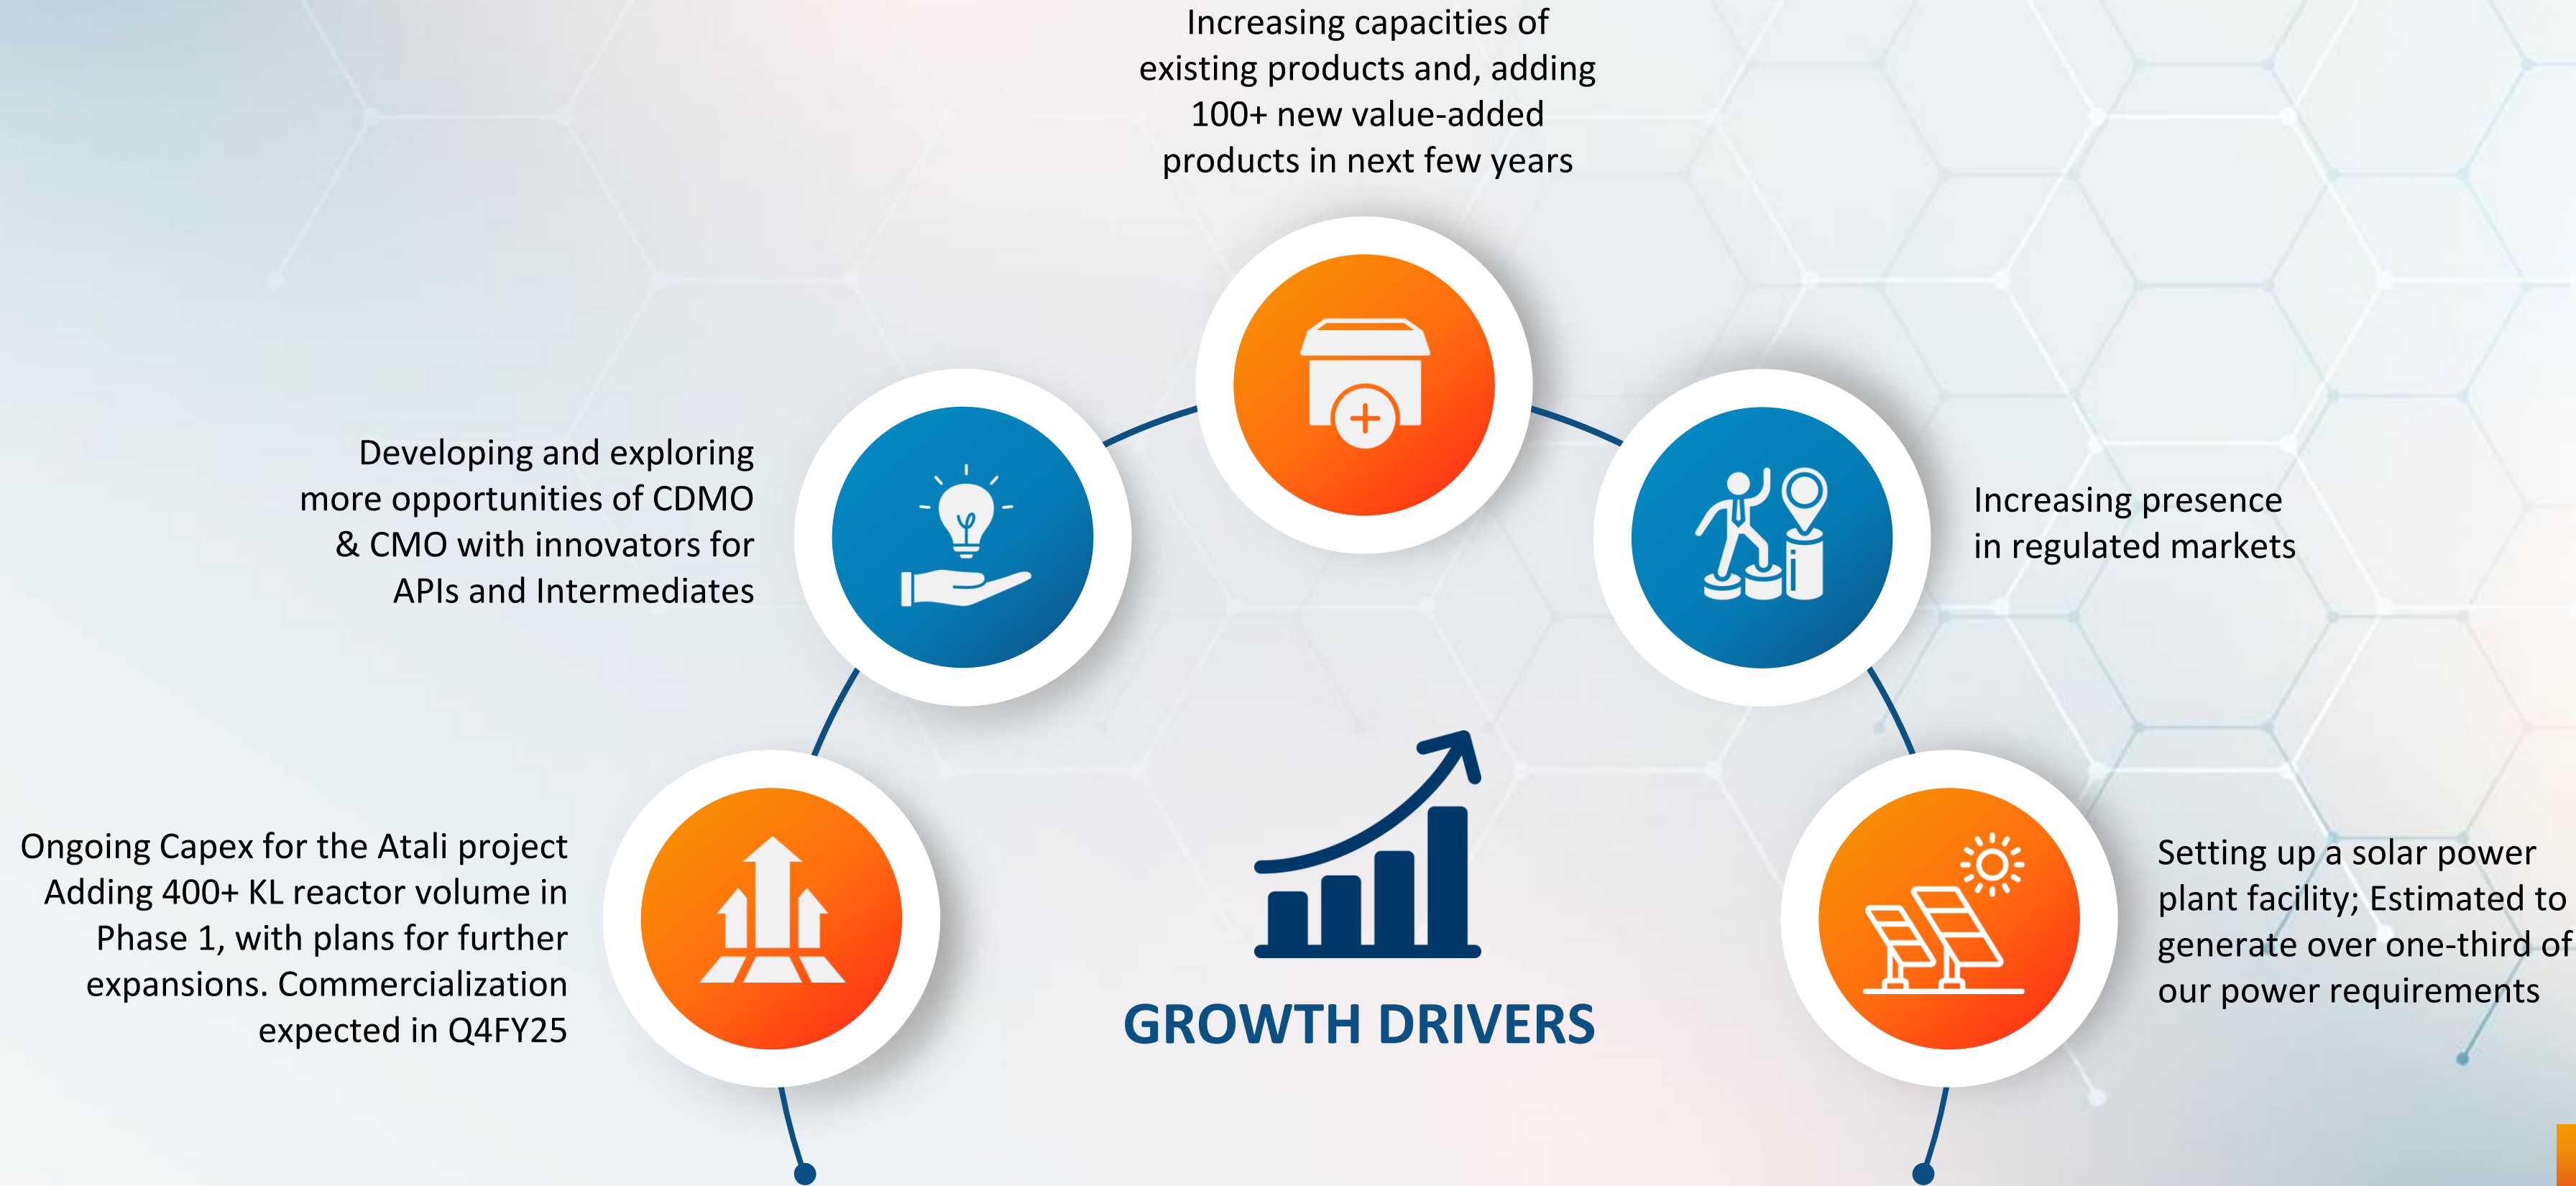 Increasing capacities of
existing products and, adding
100+ new value-added
products in next few years
Developing and exploring
more opportunities of CDMO
& CMO with innovators for
APIs and Intermediates
Increasing presence
in regulated markets
Ongoing Capex for the Atali project
Adding 400+ KL reactor volume in
Phase 1, with plans for further
expansions. Commercialization
expected in Q4FY25
Setting up a solar power
plant facility; Estimated to
generate over one-third of
our power requirements
GROWTH DRIVERS